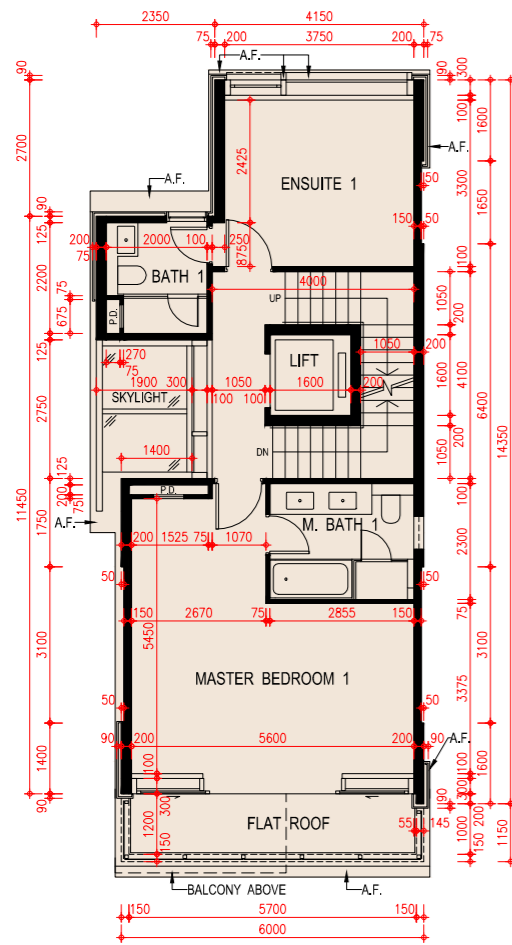 2350 4150
75 200 3750 200 75
A.F.
90 90 300
100 1600
2700 2425 3300
A.F.
ENSUITE 1
A.F. 50 1650
90 150 50
125 200 2000 100 250
75 875 100
BATH 1
2200 75 4000 1050 200
UP
675 P.D.
1050 200
125 270 LIFT
75 1600 4100 6400
1900 300 1050 1600 200
SKYLIGHT 100 100 14350
2750
1400 DN 1050 200
125 P.D.
200 100
11450 75 M. BATH 1
A.F. 1750 200 1525 75 1070 2300
50 50
150 2670 75 2855 150 75
5450
3100 3100
MASTER BEDROOM 1
3375
50 50
90 200 5600 200 90
A.F.
1400 100 100 1600
300 300
90 90
FLAT ROOF
1200 55 145 1000 200 1150
150 150
BALCONY ABOVE A.F.
150 5700 150
6000